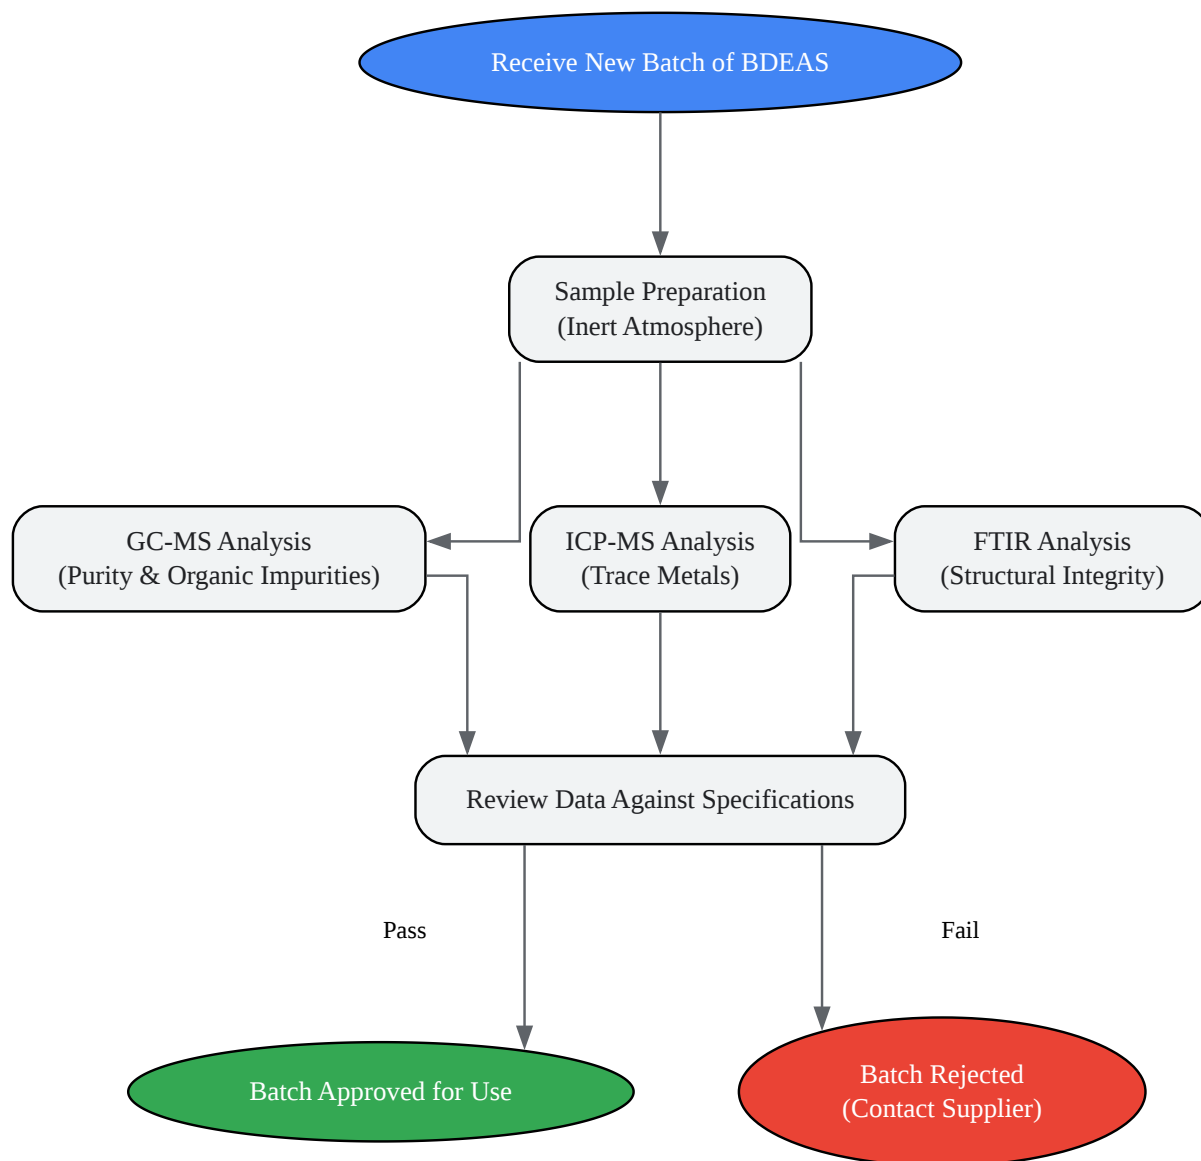 Receive New Batch of BDEAS
Sample Preparation
(Inert Atmosphere)
GC-MS Analysis
(Purity & Organic Impurities)
ICP-MS Analysis
(Trace Metals)
FTIR Analysis
(Structural Integrity)
Review Data Against Specifications
Pass
Fail
Batch Approved for Use
Batch Rejected
(Contact Supplier)